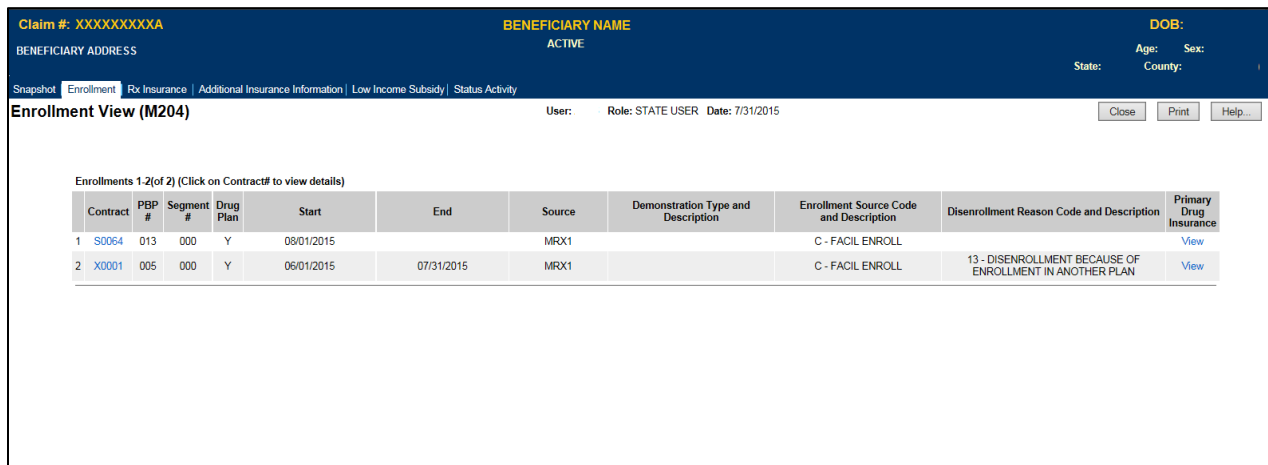 Claim #: XXXXXXXXXA BENEFICIARY NAME DOB:
BENEFICIARY ADDRESS ACTIVE Age: Sex:
State: County:
Snapshot | Enrollment | Rx Insurance | Additional Insurance Information | Low Income Subsidy | Status Activity
Enrollment View (M204) User: Role: STATE USER Date: 7/31/2015 Close Print Help...
Enrollments 1-2(of 2) (Click on Contract# to view details)
Contract PBP # Segment # Drug Plan Start End Source Demonstration Type and Description Enrollment Source Code and Description Disenrollment Reason Code and Description Primary Drug Insurance
1 S0064 013 000 Y 08/01/2015 MRX1 C - FACIL ENROLL View
2 X0001 005 000 Y 06/01/2015 07/31/2015 MRX1 C - FACIL ENROLL 13 - DISENROLLMENT BECAUSE OF ENROLLMENT IN ANOTHER PLAN View